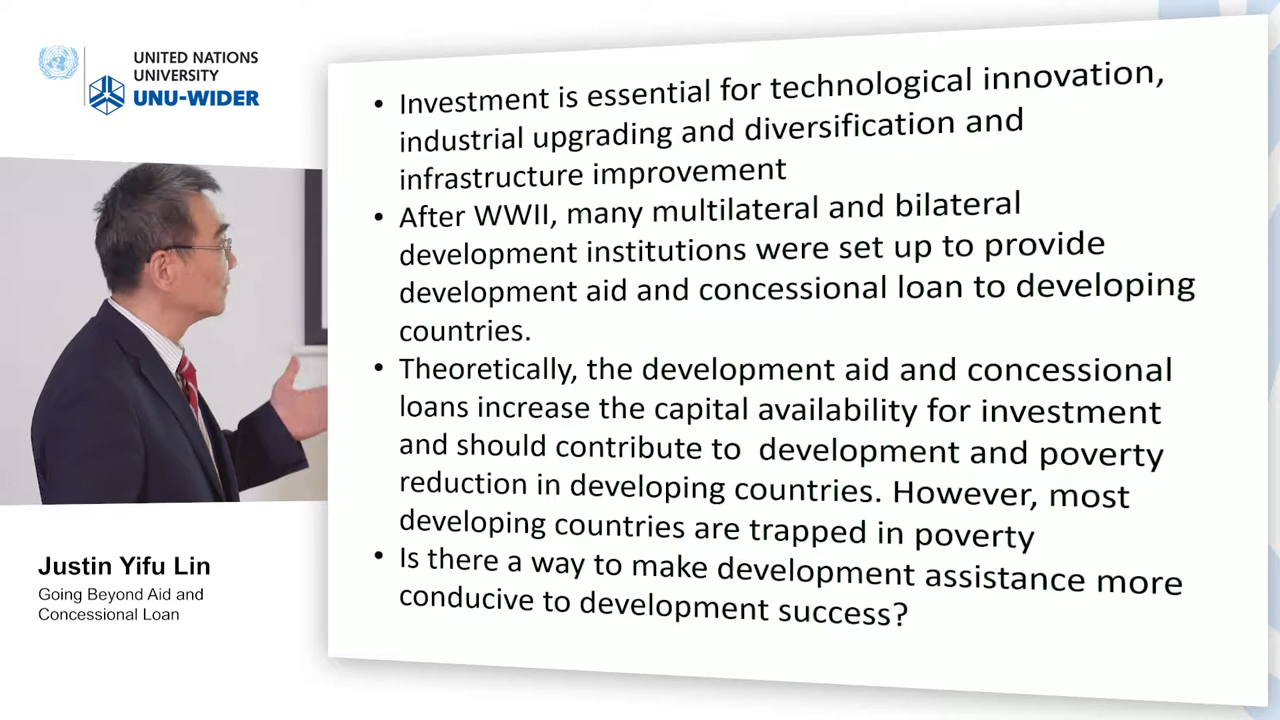 UNITED NATIONS
UNIVERSITY
UNU-WIDER
• Investment is essential for technological innovation,
industrial upgrading and diversification and
infrastructure improvement
• After WWII, many multilateral and bilateral
development institutions were set up to provide
development aid and concessional loan to developing
countries.
• Theoretically, the development aid and concessional
loans increase the capital availability for investment
and should contribute to  development and poverty
reduction in developing countries. However, most
developing countries are trapped in poverty
• Is there a way to make development assistance more
conducive to development success?
Justin Yifu Lin
Going Beyond Aid and
Concessional Loan